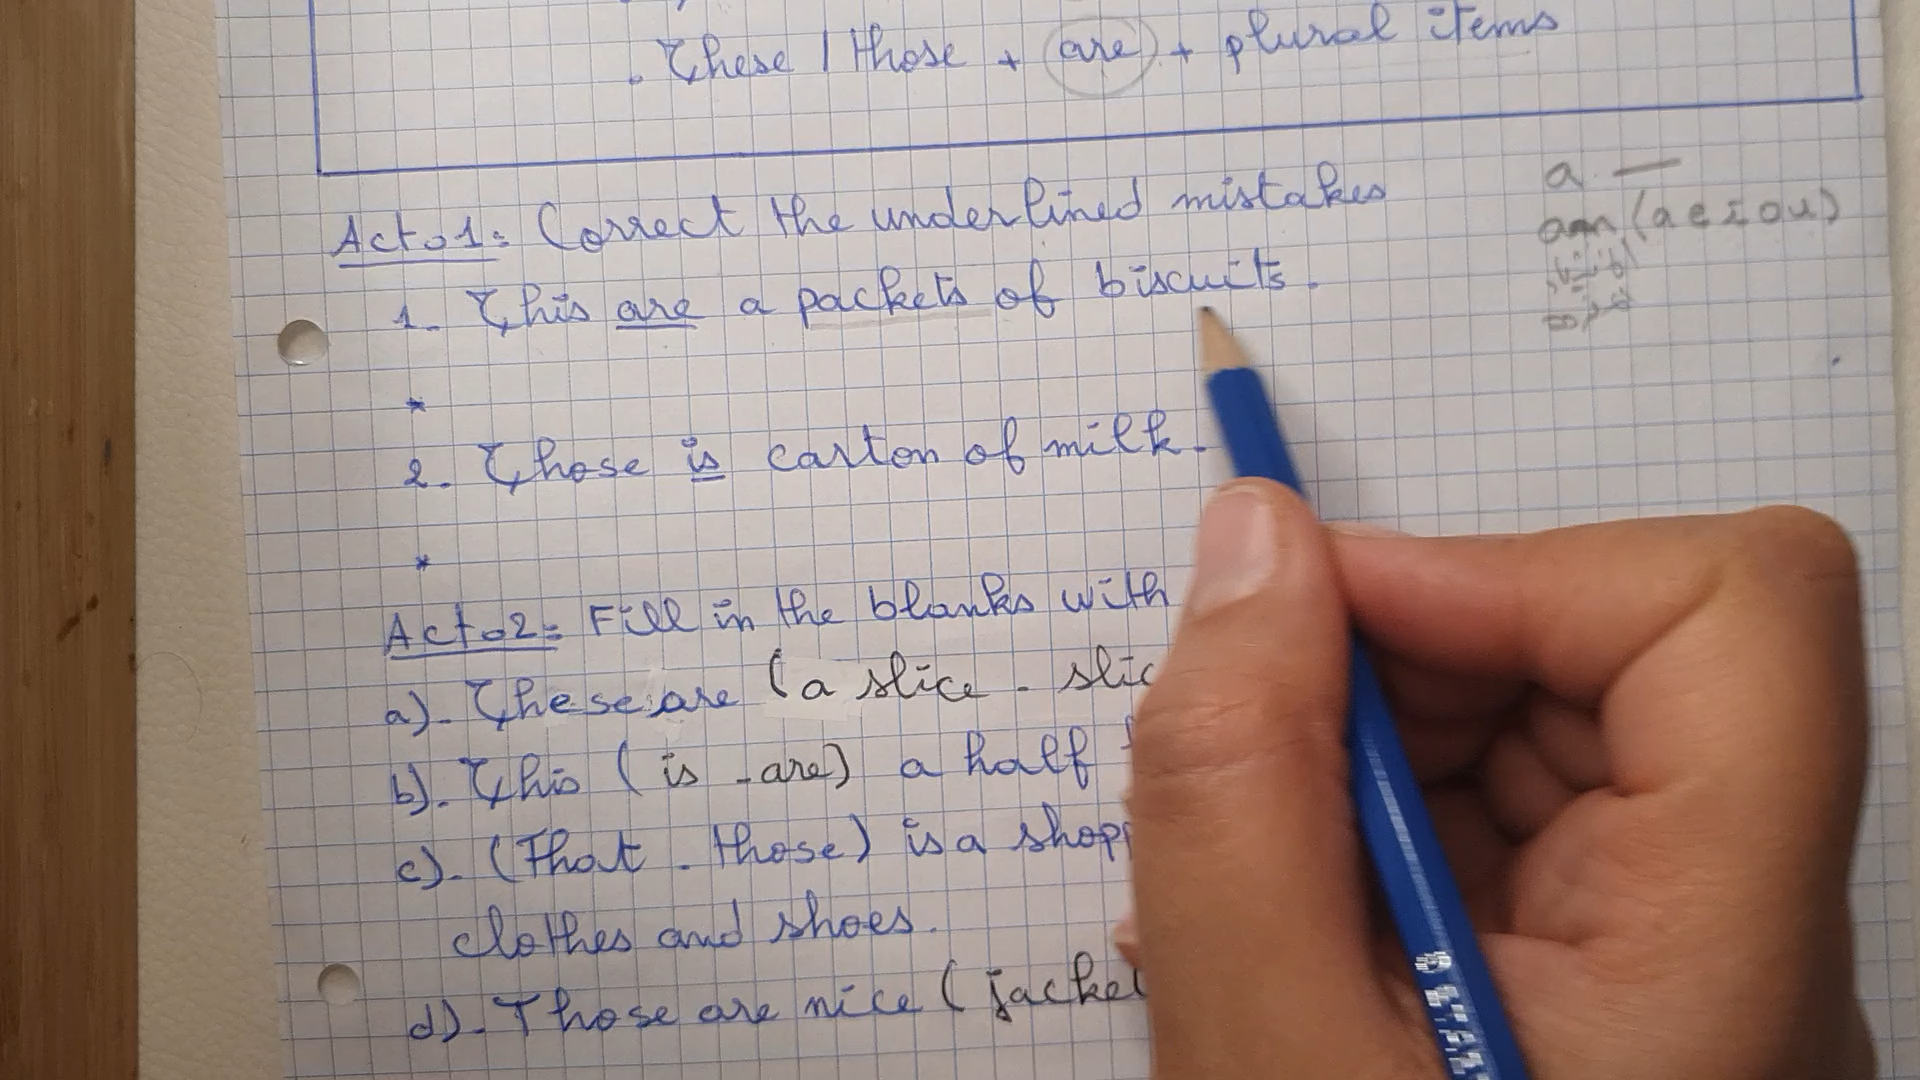 . These / those + are + plural items
a —
an (a e i o u)
Act 1: Correct the underlined mistakes
1. This are a packets of biscuits.
*
2. Those is carton of milk.
*
Act 2: Fill in the blanks with
a). These are (a slice - slic
b). This (is - are) a half
c). (That - those) is a shopp
clothes and shoes.
d). Those are nice (jacket